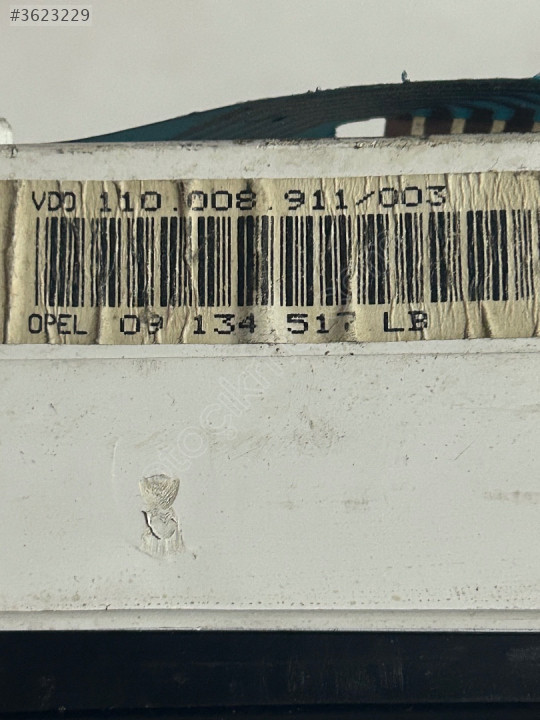 #3623229
VDO 110.008.911/003
OPEL 09 134 517 LB